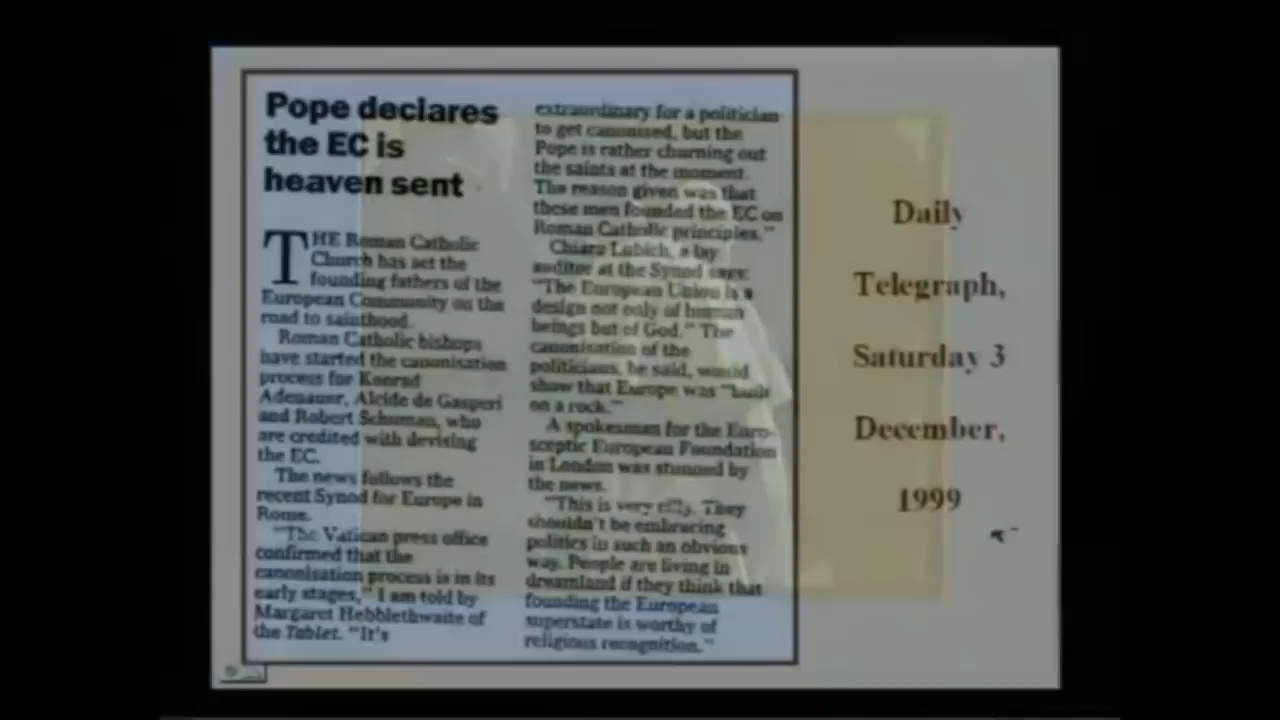 Pope declares
the EC is
heaven sent
THE Roman Catholic
Church has set the
founding fathers of the
European Community on the
road to sainthood.
Roman Catholic bishops
have started the canonisation
process for Konrad
Adenauer, Alcide de Gasperi
and Robert Schuman, who
are credited with devising
the EC.
The news follows the
recent Synod for Europe in
Rome.
"The Vatican press office
confirmed that the
canonisation process is in its
early stages," I am told by
Margaret Hebblethwaite of
the Tablet. "It's
extraordinary for a politician
to get canonised, but the
Pope is rather churning out
the saints at the moment.
The reason given was that
these men founded the EC on
Roman Catholic principles."
Chiara Lubich, a lay
auditor at the Synod says:
"The European Union is a
design not only of human
beings but of God." The
canonisation of the
politicians, he said, would
show that Europe was "built
on a rock."
A spokesman for the Euro-
sceptic European Foundation
in London was stunned by
the news.
"This is very silly. They
shouldn't be embracing
politics in such an obvious
way. People are living in
dreamland if they think that
founding the European
superstate is worthy of
religious recognition."
Daily
Telegraph,
Saturday 3
December,
1999